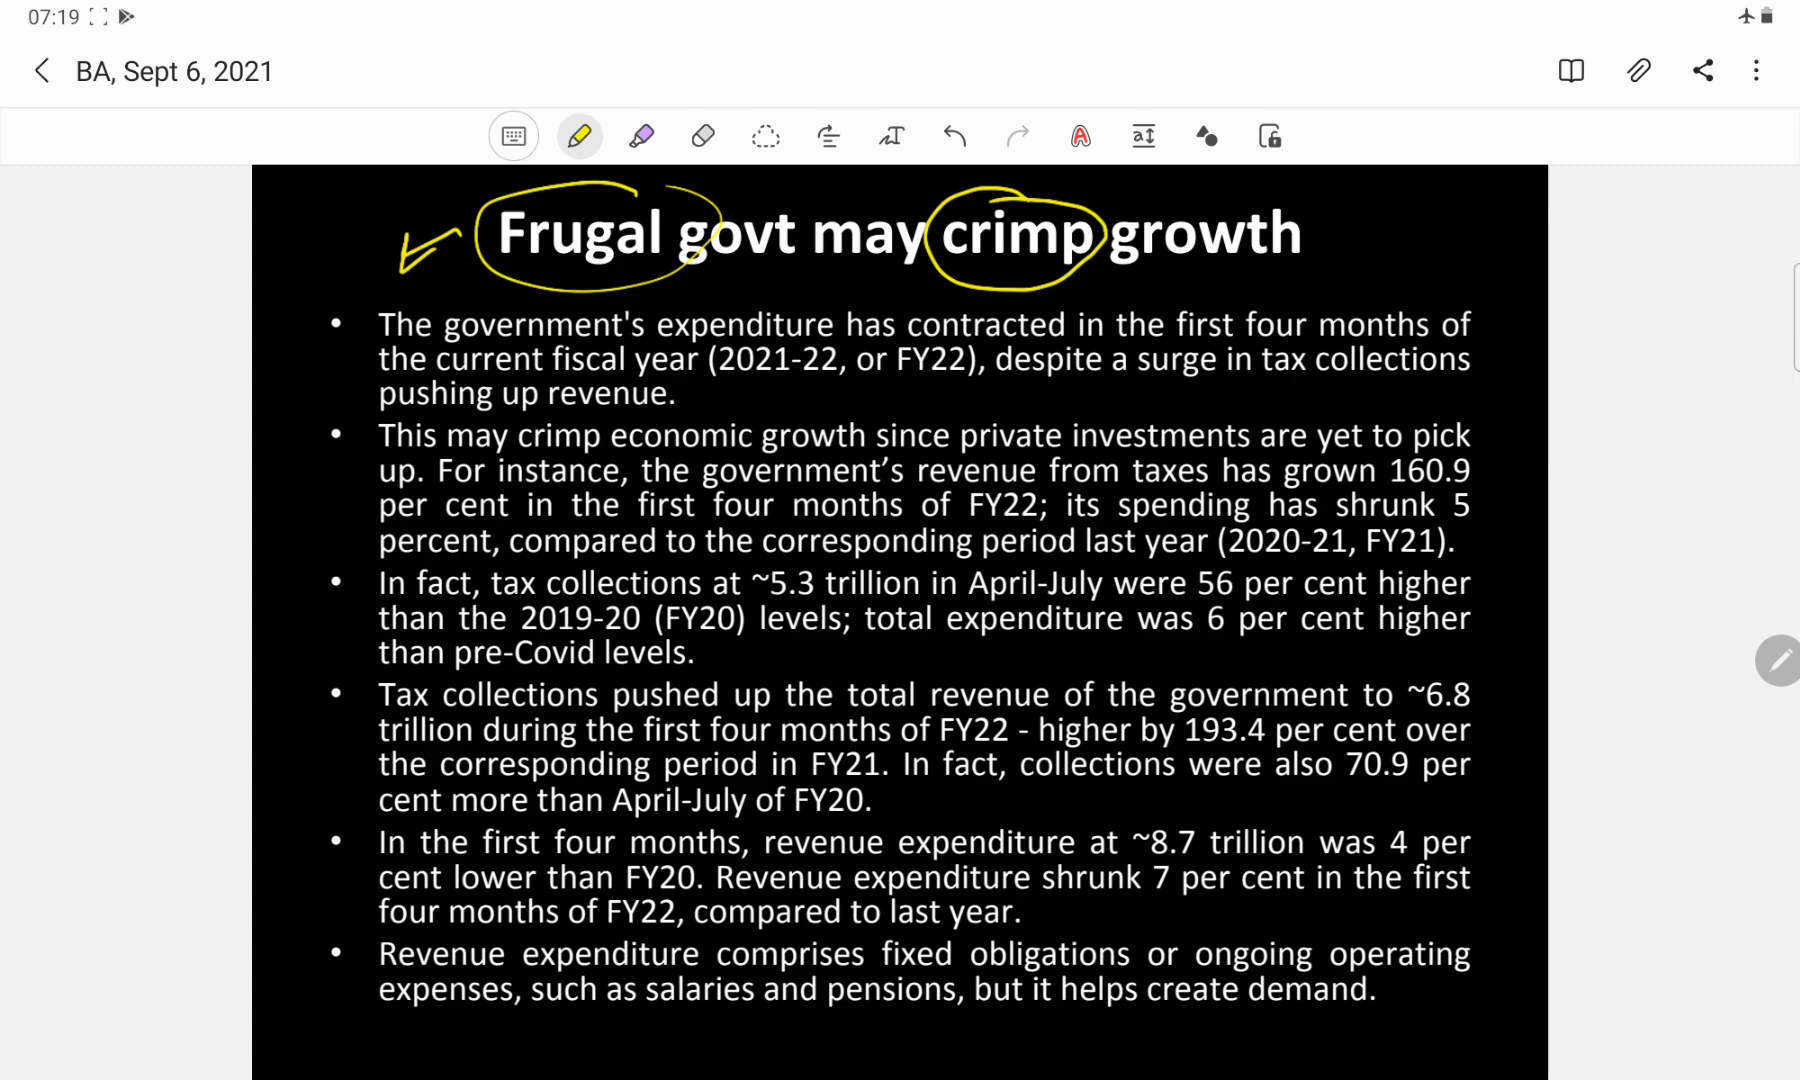 07:19
BA, Sept 6, 2021
Frugal govt may crimp growth
• The government's expenditure has contracted in the first four months of
the current fiscal year (2021-22, or FY22), despite a surge in tax collections
pushing up revenue.
• This may crimp economic growth since private investments are yet to pick
up. For instance, the government’s revenue from taxes has grown 160.9
per cent in the first four months of FY22; its spending has shrunk 5
percent, compared to the corresponding period last year (2020-21, FY21).
• In fact, tax collections at ~5.3 trillion in April-July were 56 per cent higher
than the 2019-20 (FY20) levels; total expenditure was 6 per cent higher
than pre-Covid levels.
• Tax collections pushed up the total revenue of the government to ~6.8
trillion during the first four months of FY22 - higher by 193.4 per cent over
the corresponding period in FY21. In fact, collections were also 70.9 per
cent more than April-July of FY20.
• In the first four months, revenue expenditure at ~8.7 trillion was 4 per
cent lower than FY20. Revenue expenditure shrunk 7 per cent in the first
four months of FY22, compared to last year.
• Revenue expenditure comprises fixed obligations or ongoing operating
expenses, such as salaries and pensions, but it helps create demand.